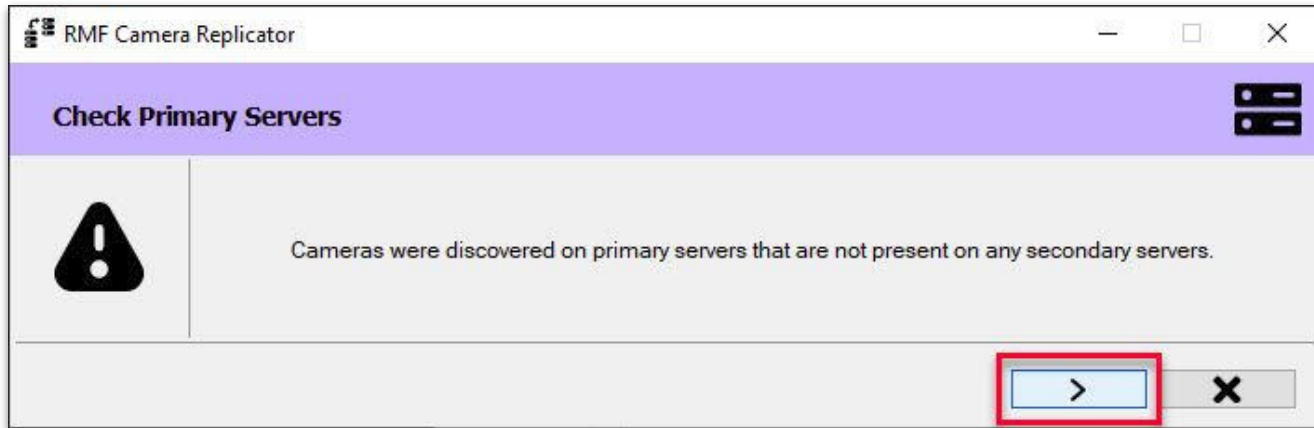 RMF Camera Replicator
Check Primary Servers
Cameras were discovered on primary servers that are not present on any secondary servers.